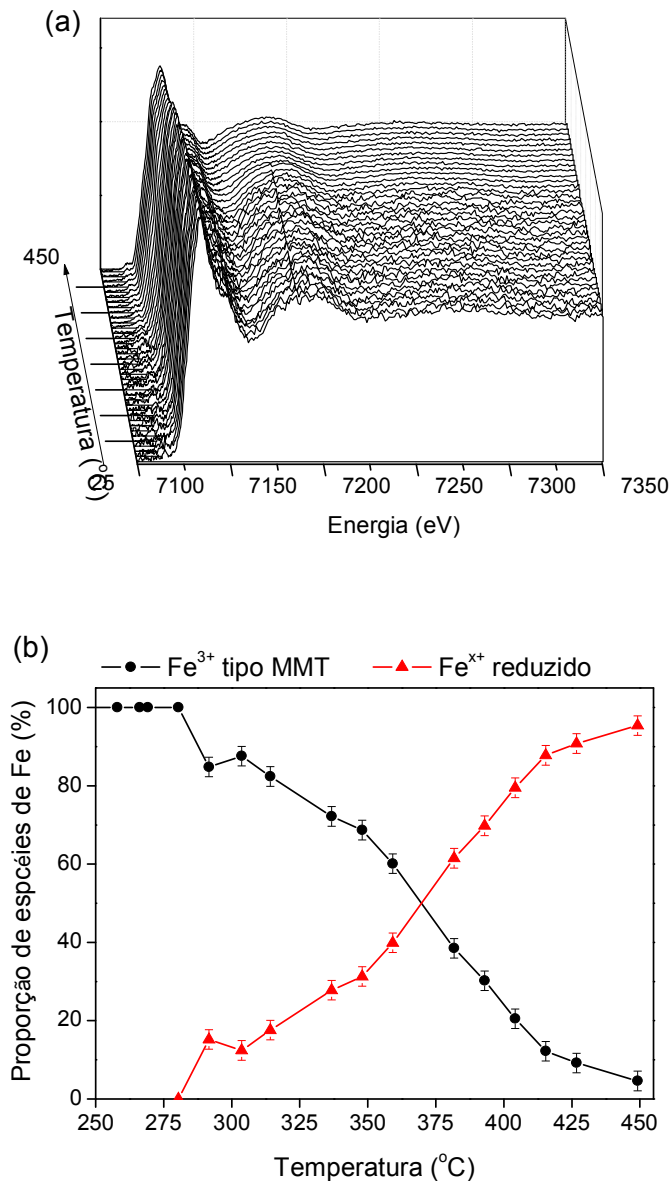 (a)
450
Temperatura (°C)
25
7100 7150 7200 7250 7300 7350
Energia (eV)
(b)
Fe3+ tipo MMT
Fex+ reduzido
Proporção de espcéies de Fe (%)
100
80
60
40
20
0
250 275 300 325 350 375 400 425 450
Temperatura (°C)